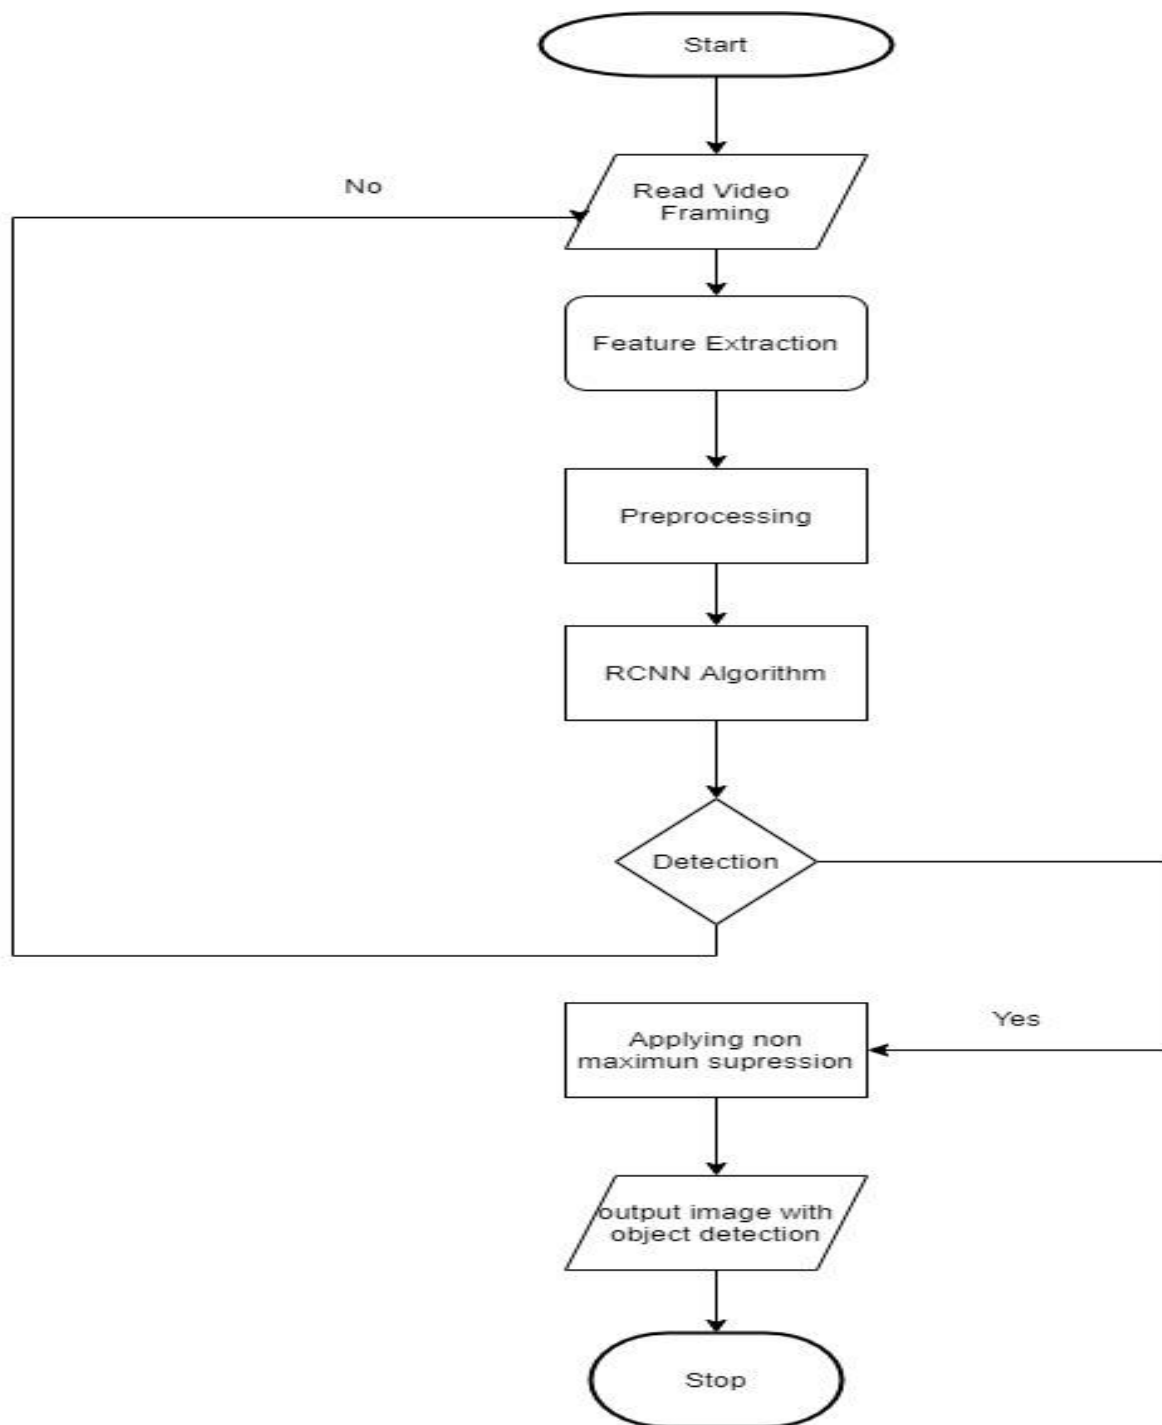 Start
No
Read Video
Framing
Feature Extraction
Preprocessing
RCNN Algorithm
Detection
Yes
Applying non
maximun supression
output image with
object detection
Stop